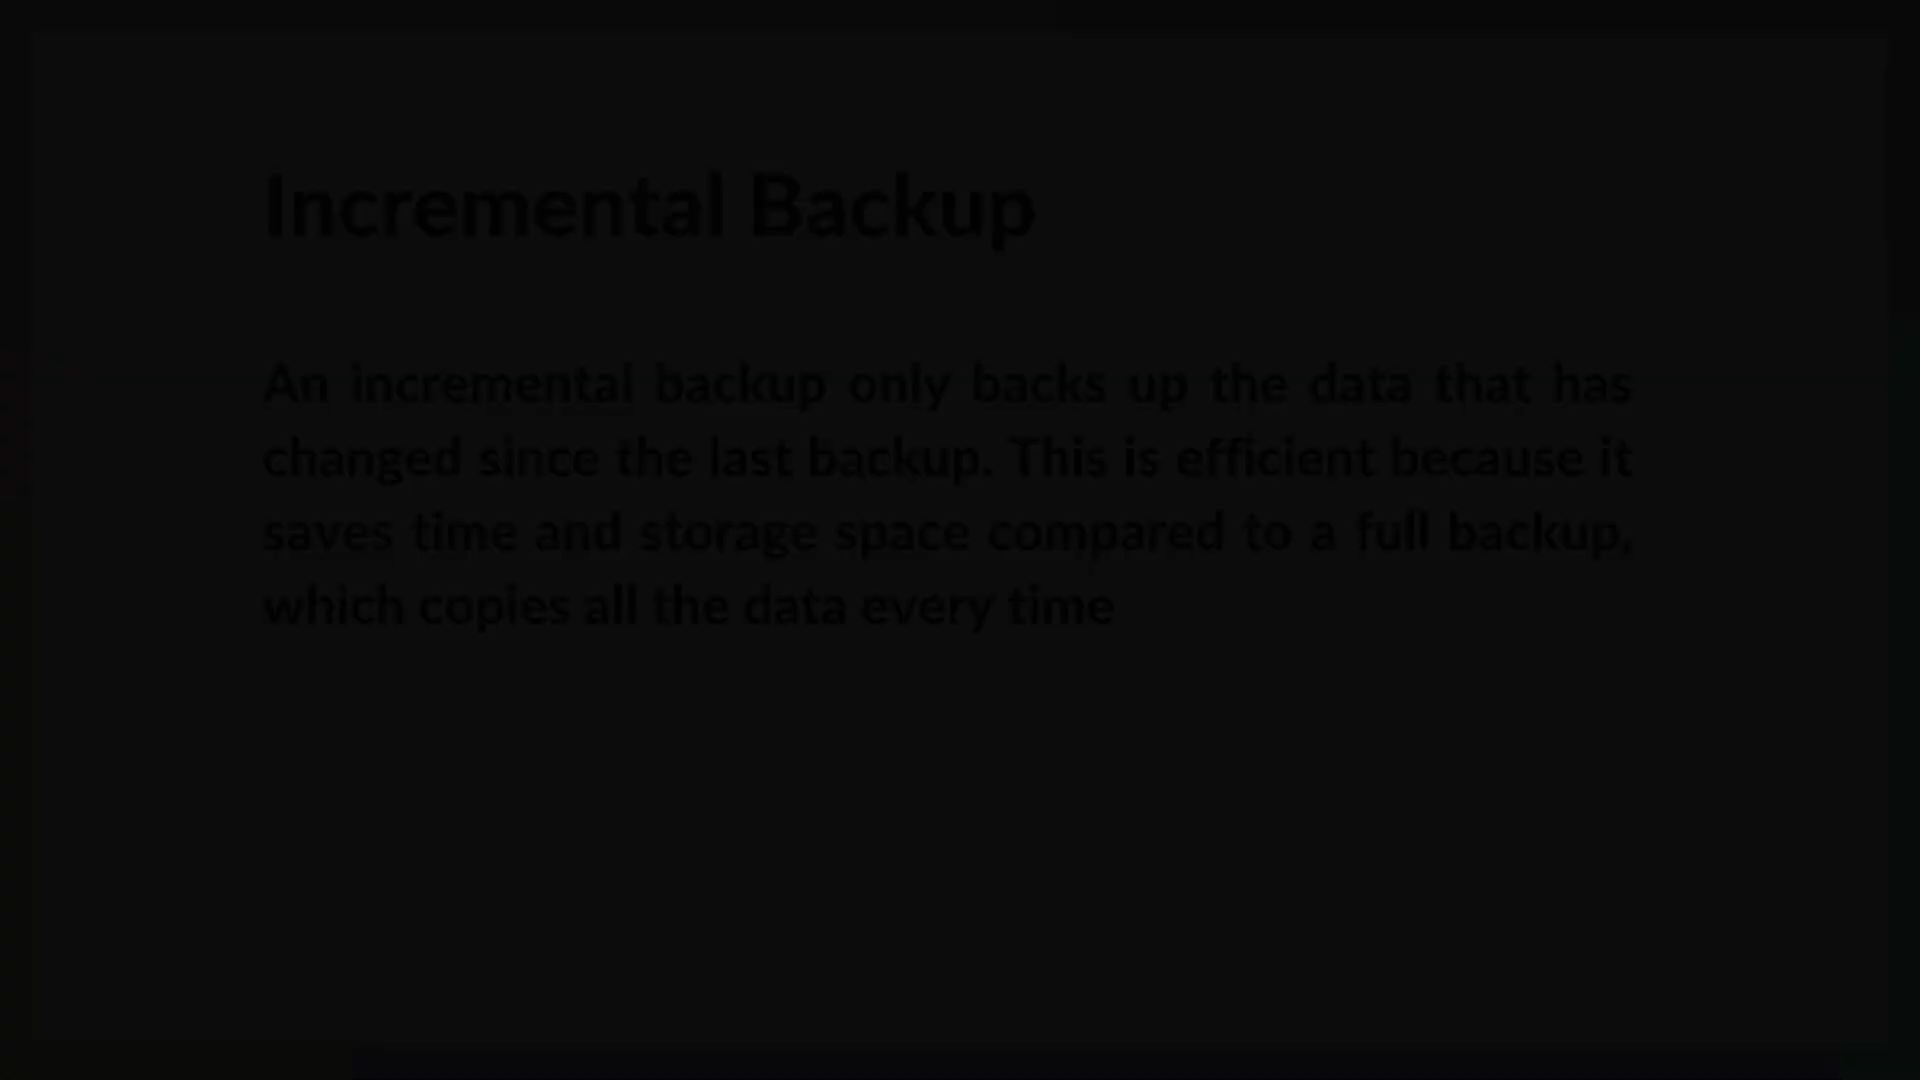 Incremental Backup
An incremental backup only backs up the data that has
changed since the last backup. This is efficient because it
saves time and storage space compared to a full backup,
which copies all the data every time